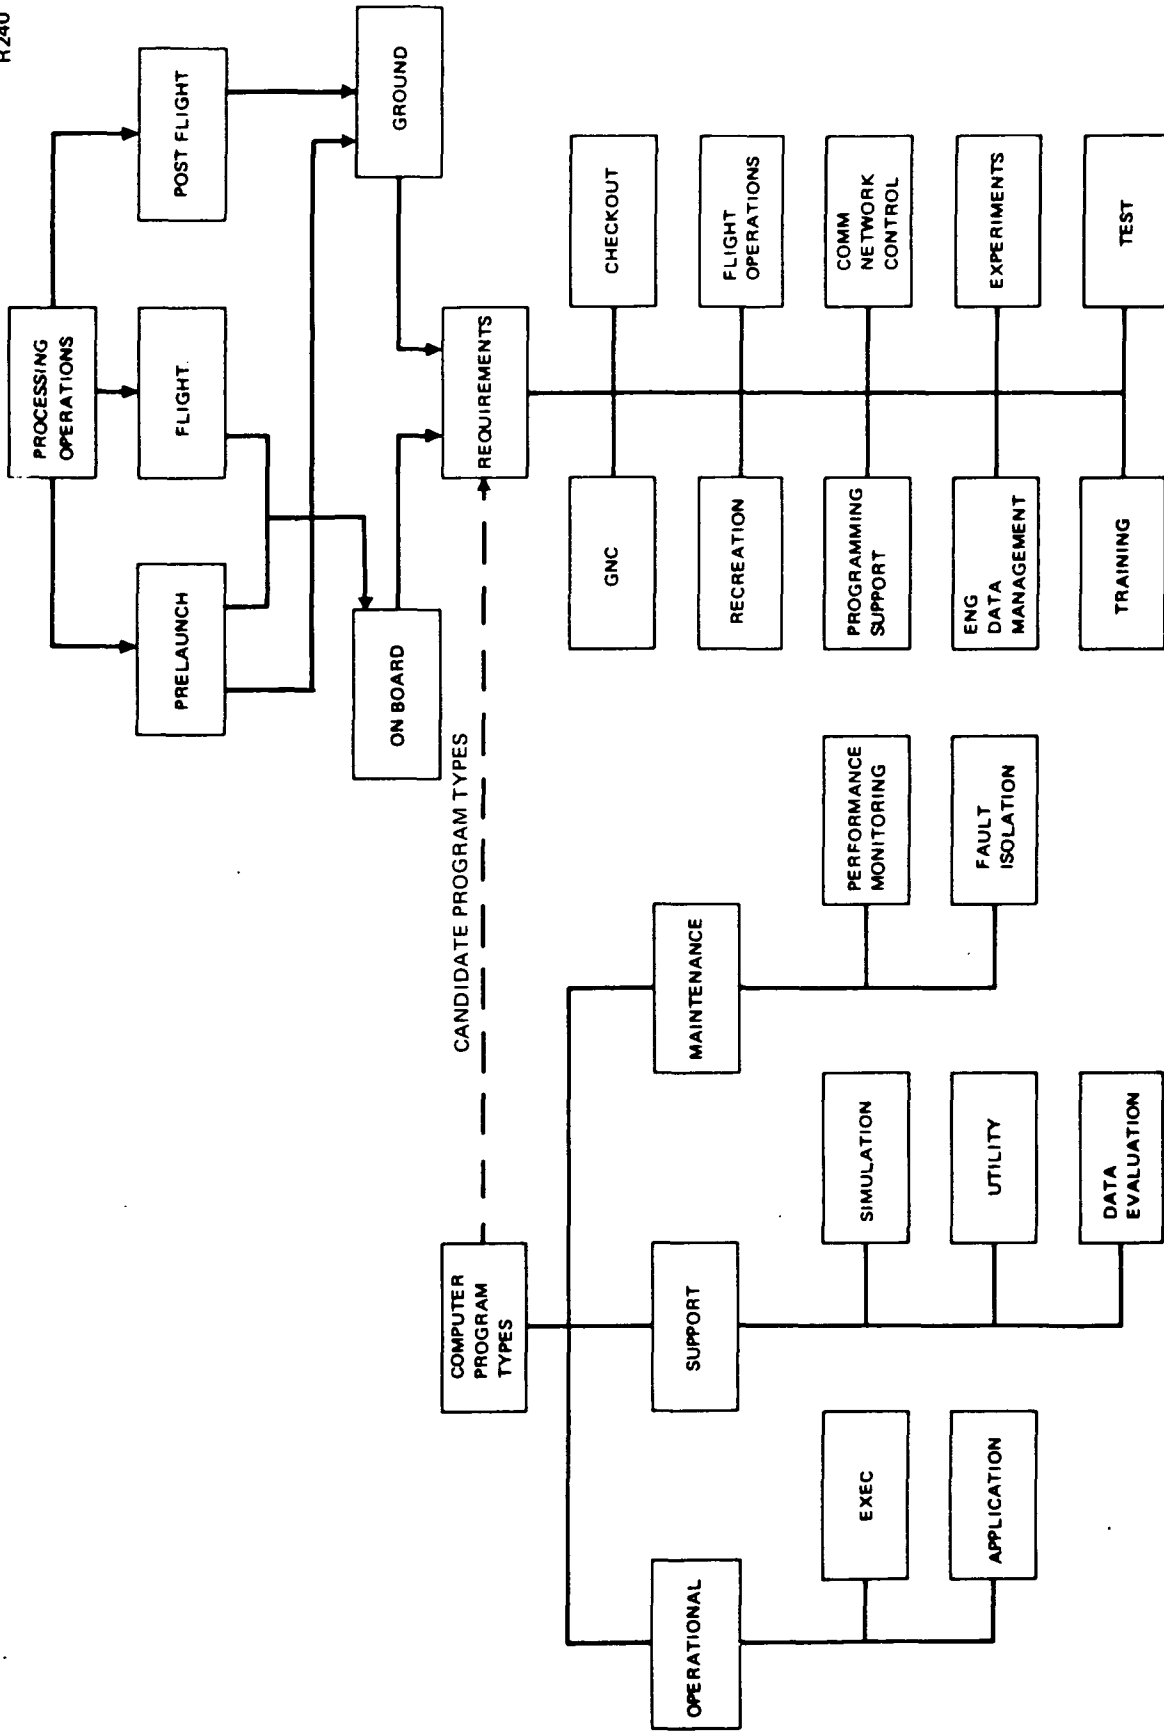 R240
PROCESSING
OPERATIONS
PRELAUNCH
FLIGHT
POST FLIGHT
ON BOARD
GROUND
CANDIDATE PROGRAM TYPES
COMPUTER
PROGRAM
TYPES
REQUIREMENTS
OPERATIONAL
SUPPORT
MAINTENANCE
EXEC
APPLICATION
SIMULATION
UTILITY
DATA
EVALUATION
PERFORMANCE
MONITORING
FAULT
ISOLATION
GNC
CHECKOUT
RECREATION
FLIGHT
OPERATIONS
PROGRAMMING
SUPPORT
COMM
NETWORK
CONTROL
ENG
DATA
MANAGEMENT
EXPERIMENTS
TRAINING
TEST